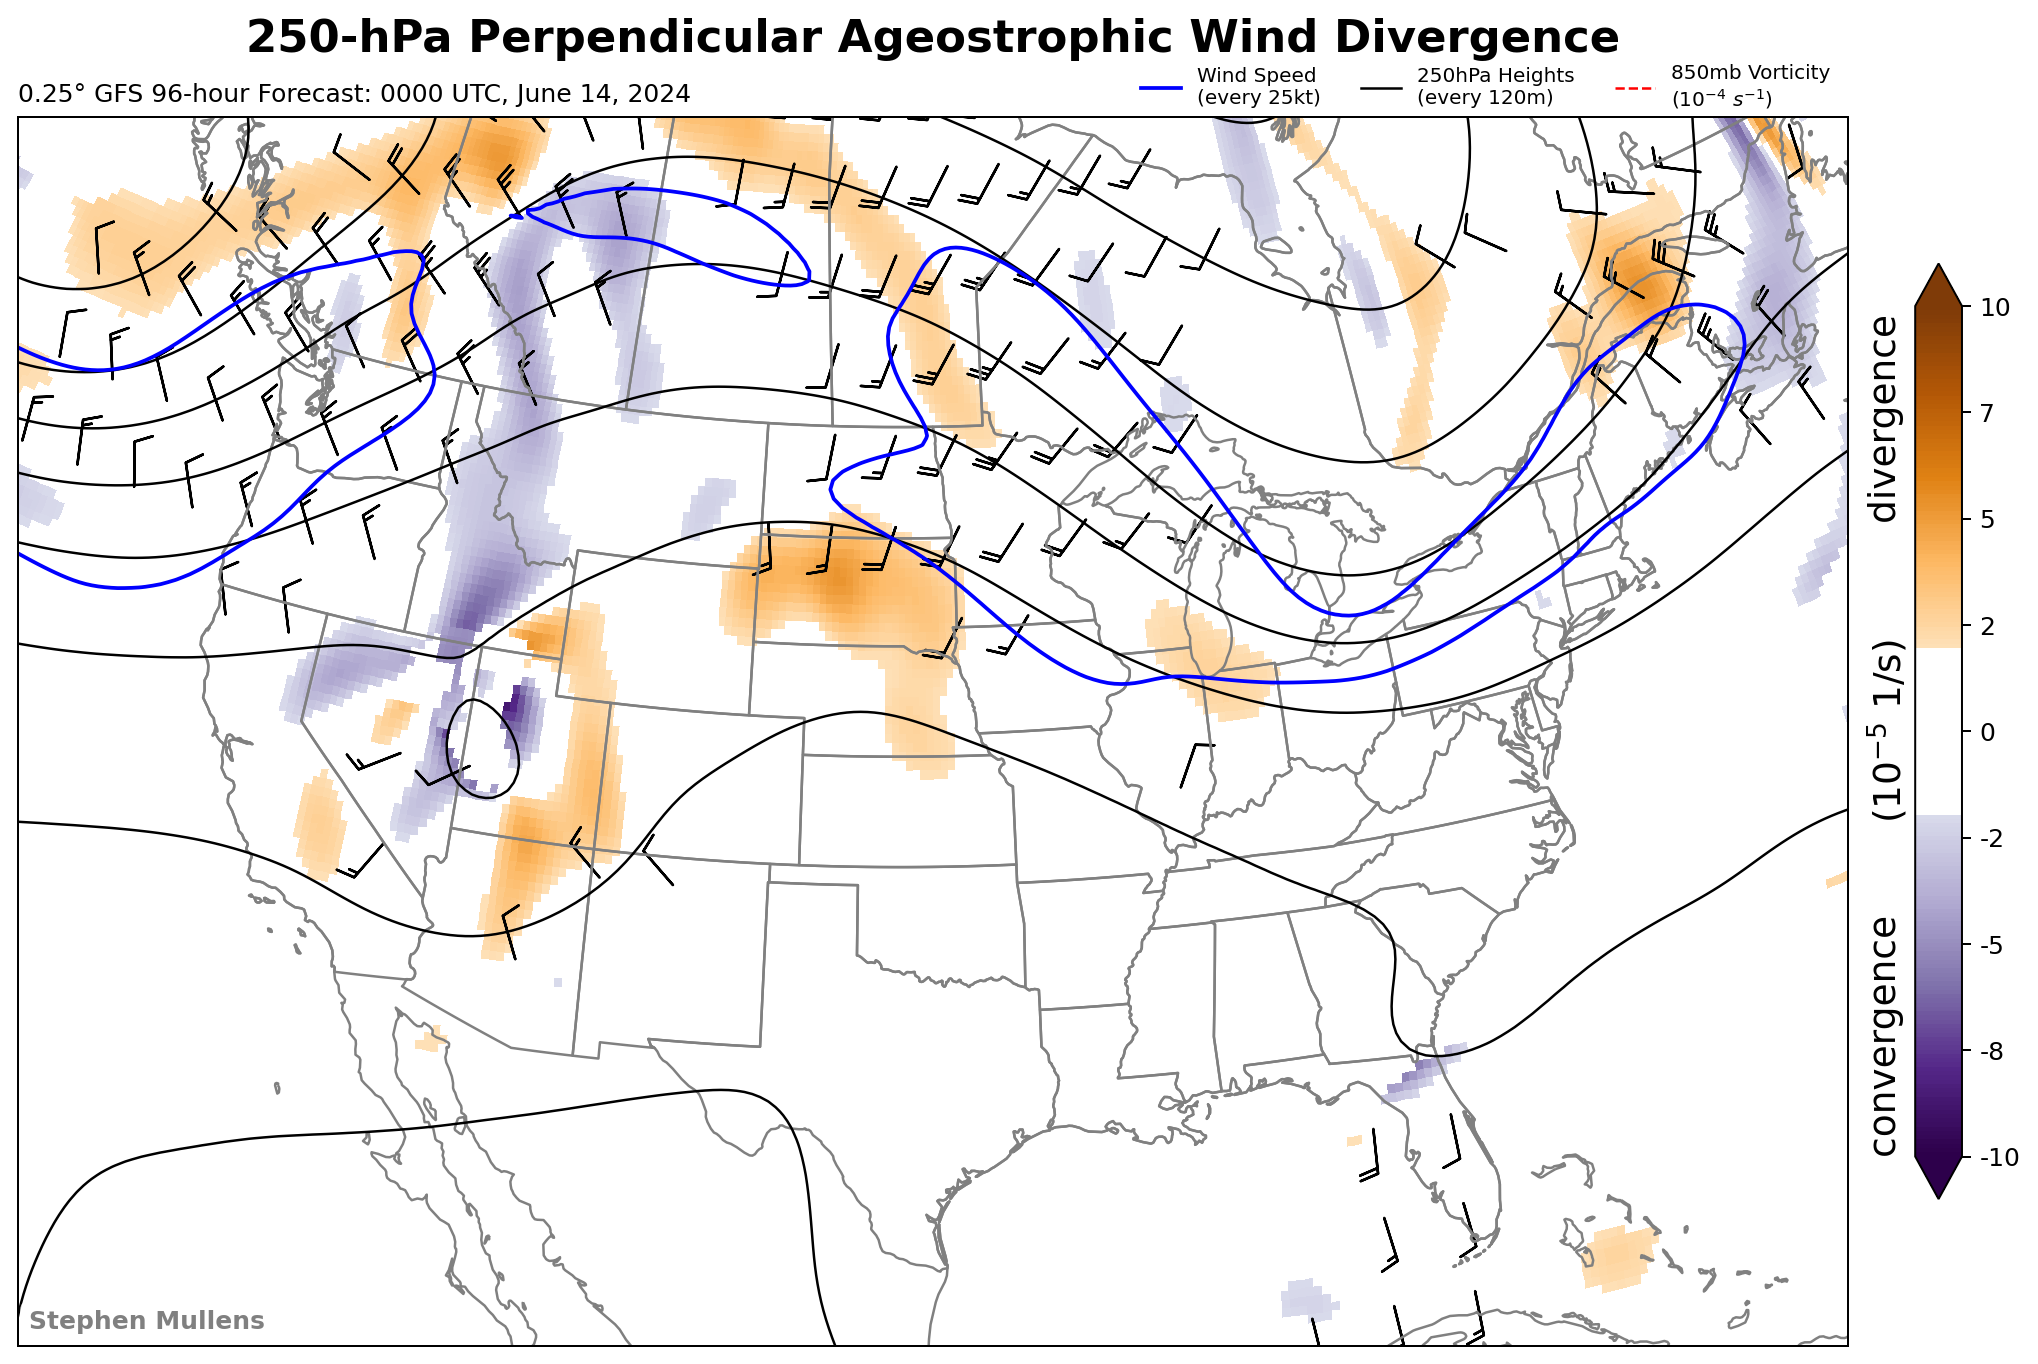 250-hPa Perpendicular Ageostrophic Wind Divergence
0.25° GFS 96-hour Forecast: 0000 UTC, June 14, 2024
Wind Speed
(every 25kt)
250hPa Heights
(every 120m)
850mb Vorticity
(10⁻⁴ s⁻¹)
10
7
5
2
0
-2
-5
-8
-10
convergence (10⁻⁵ 1/s) divergence
Stephen Mullens